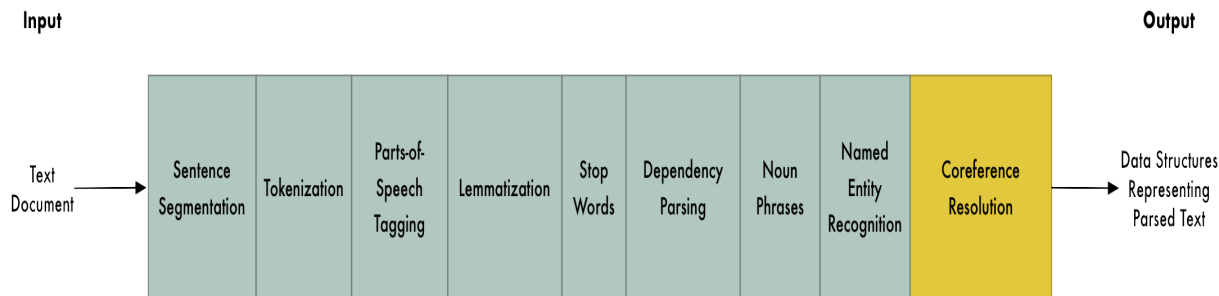 Input
Output
Text
Document
Sentence
Segmentation
Tokenization
Parts-of-
Speech
Tagging
Lemmatization
Stop
Words
Dependency
Parsing
Noun
Phrases
Named
Entity
Recognition
Coreference
Resolution
Data Structures
Representing
Parsed Text